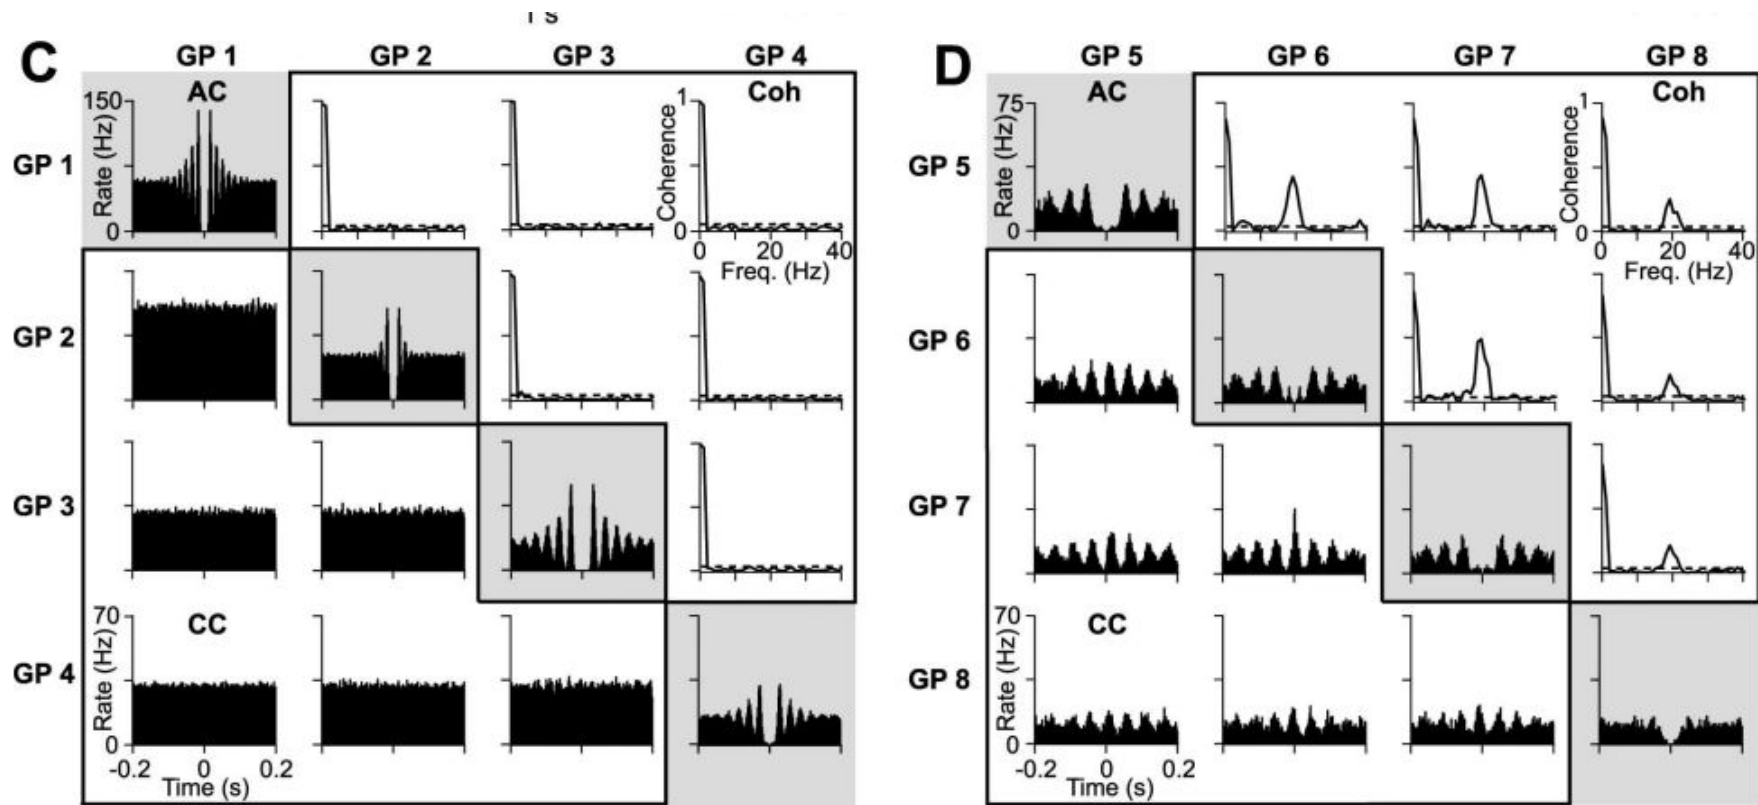 1 s
C
GP 1 GP 2 GP 3 GP 4
GP 1
AC
150
Rate (Hz)
0
Coh
1
Coherence
0
0 20 40
Freq. (Hz)
GP 2
GP 3
GP 4
CC
70
Rate (Hz)
0
-0.2 0 0.2
Time (s)
D
GP 5 GP 6 GP 7 GP 8
GP 5
AC
75
Rate (Hz)
0
Coh
1
Coherence
0
0 20 40
Freq. (Hz)
GP 6
GP 7
GP 8
CC
70
Rate (Hz)
0
-0.2 0 0.2
Time (s)